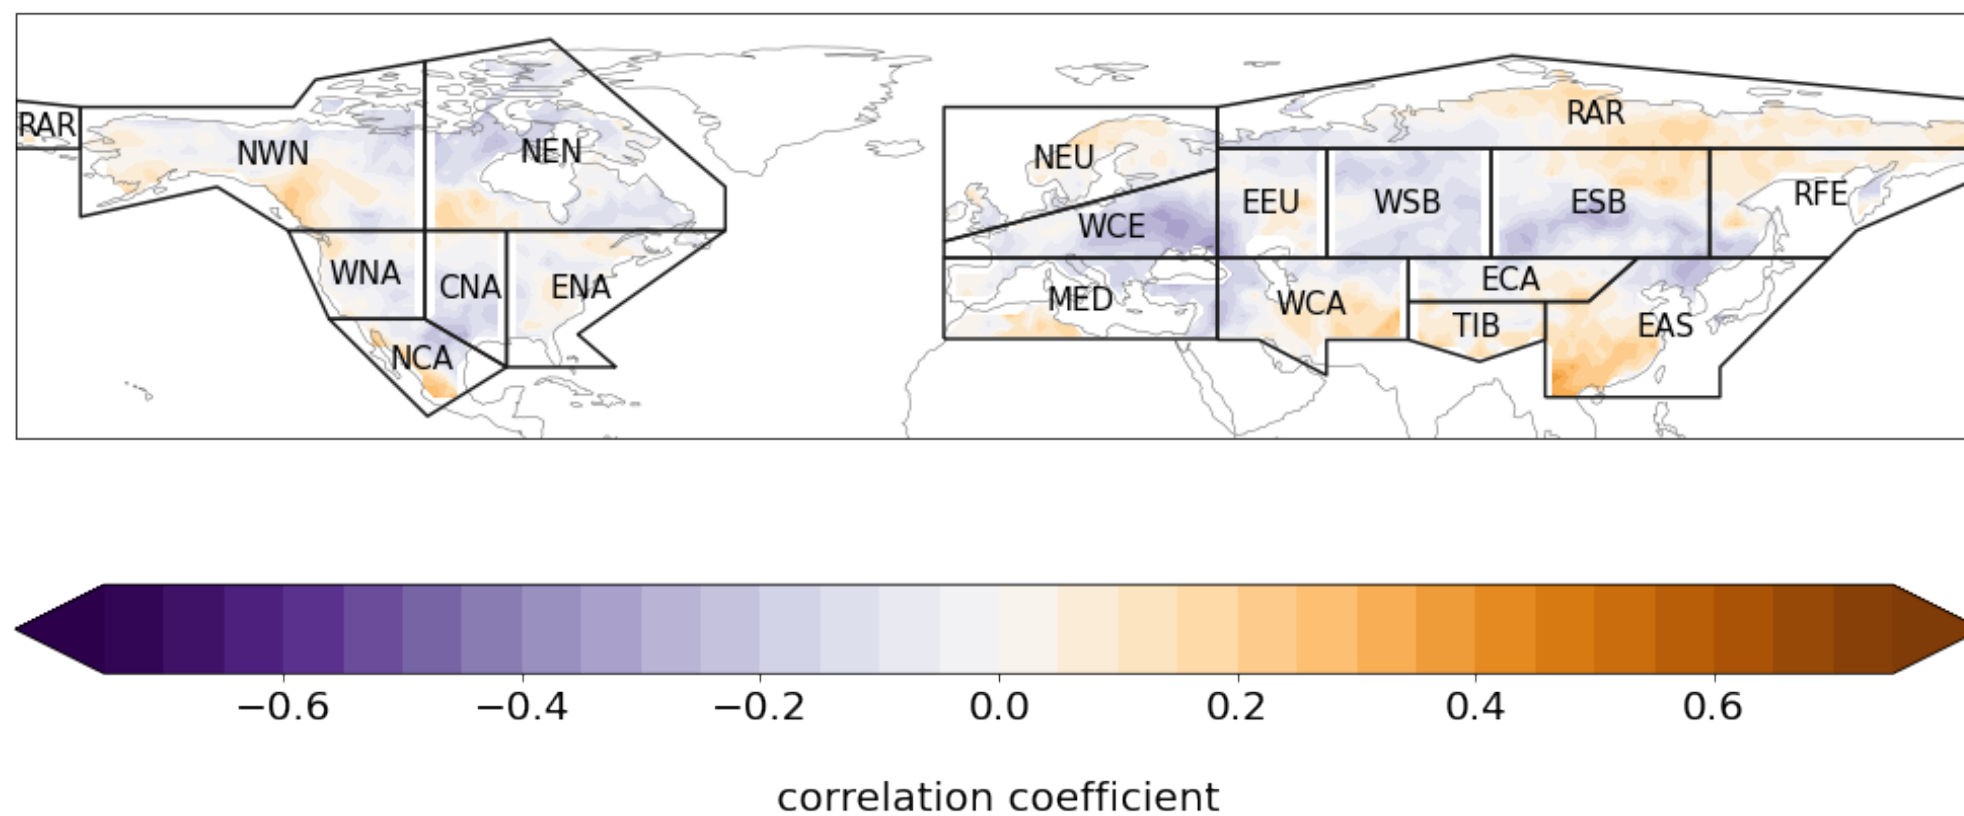 RAR
NWN
NEN
WNA
CNA
ENA
NCA
NEU
WCE
MED
EEU
WSB
ESB
RAR
RFE
WCA
ECA
TIB
EAS
−0.6 −0.4 −0.2 0.0 0.2 0.4 0.6
correlation coefficient